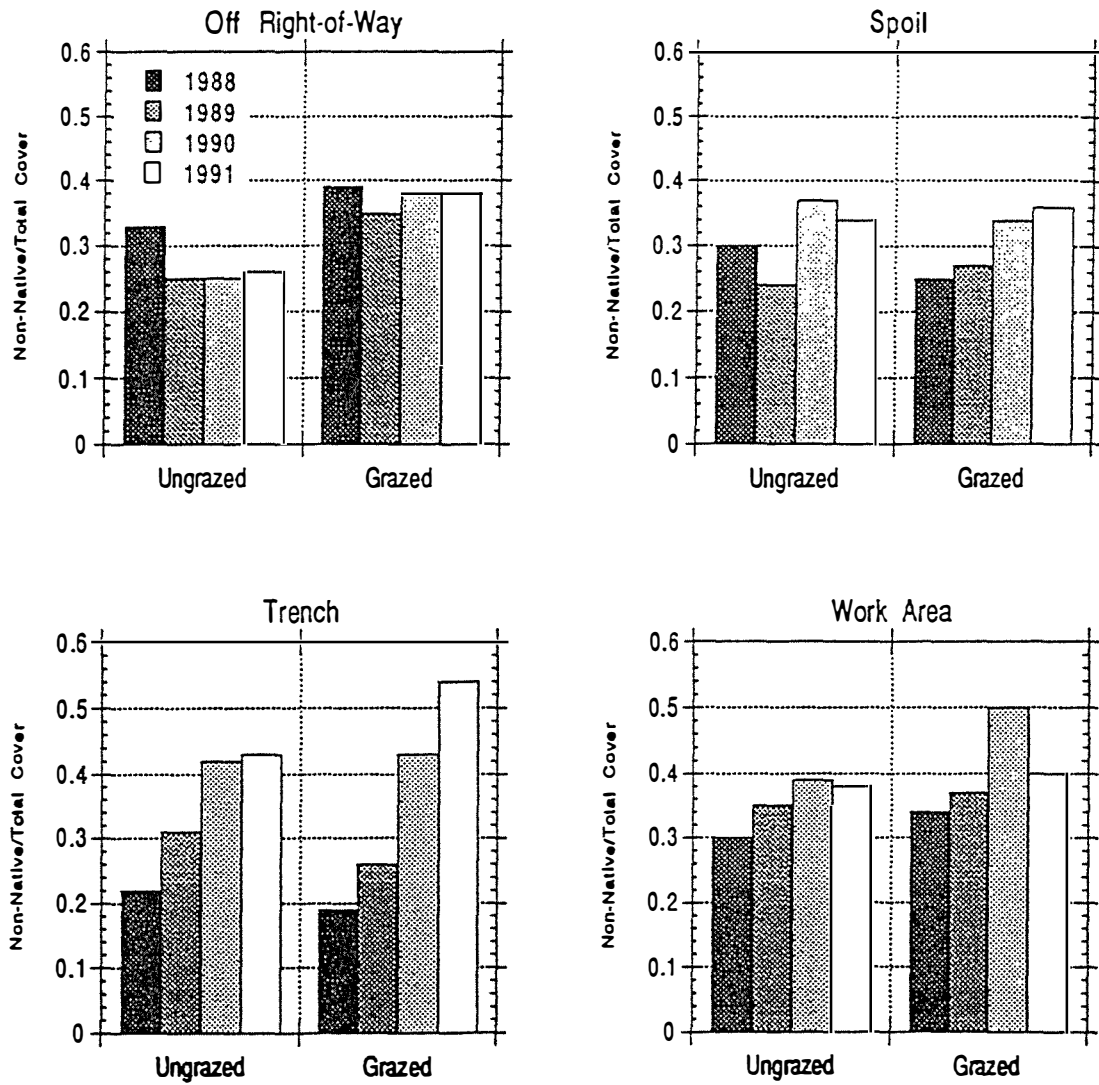 Off Right-of-Way
Non-Native/Total Cover
0.6
0.5
0.4
0.3
0.2
0.1
0
1988
1989
1990
1991
Ungrazed Grazed
Spoil
Non-Native/Total Cover
0.6
0.5
0.4
0.3
0.2
0.1
0
Ungrazed Grazed
Trench
Non-Native/Total Cover
0.6
0.5
0.4
0.3
0.2
0.1
0
Ungrazed Grazed
Work Area
Non-Native/Total Cover
0.6
0.5
0.4
0.3
0.2
0.1
0
Ungrazed Grazed